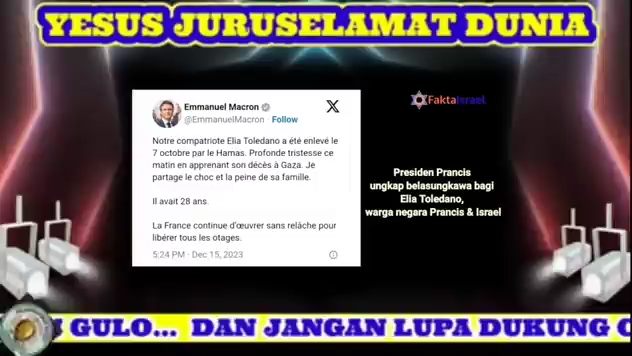 YESUS JURUSELAMAT DUNIA
Emmanuel Macron
@EmmanuelMacron · Follow
X
Notre compatriote Elia Toledano a été enlevé le
7 octobre par le Hamas. Profonde tristesse ce
matin en apprenant son décès à Gaza. Je
partage le choc et la peine de sa famille.
Il avait 28 ans.
La France continue d'œuvrer sans relâche pour
libérer tous les otages.
5:24 PM · Dec 15, 2023
FaktaIsrael
Presiden Prancis
ungkap belasungkawa bagi
Elia Toledano,
warga negara Prancis & Israel
GULO... DAN JANGAN LUPA DUKUNG